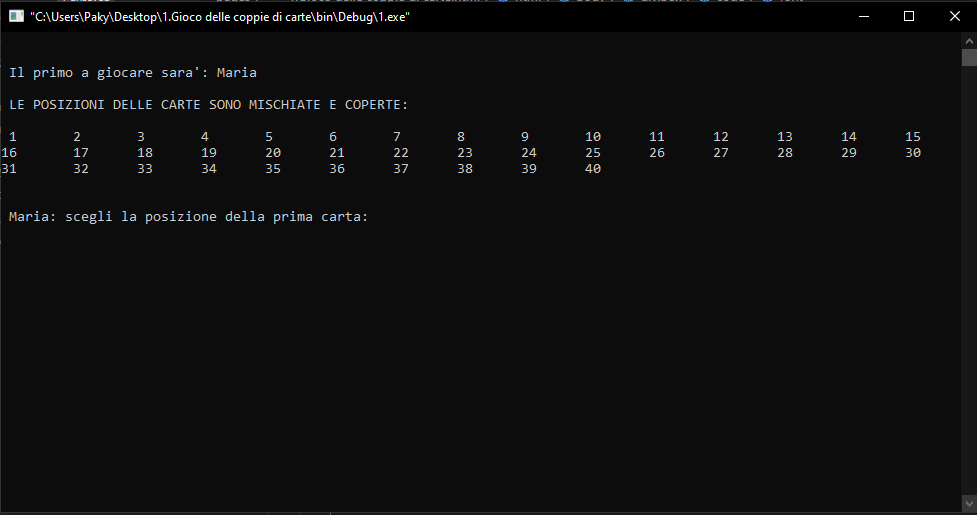 "C:\Users\Paky\Desktop\1.Gioco delle coppie di carte\bin\Debug\1.exe"
Il primo a giocare sara': Maria
LE POSIZIONI DELLE CARTE SONO MISCHIATE E COPERTE:
1 2 3 4 5 6 7 8 9 10 11 12 13 14 15
16 17 18 19 20 21 22 23 24 25 26 27 28 29 30
31 32 33 34 35 36 37 38 39 40
Maria: scegli la posizione della prima carta: